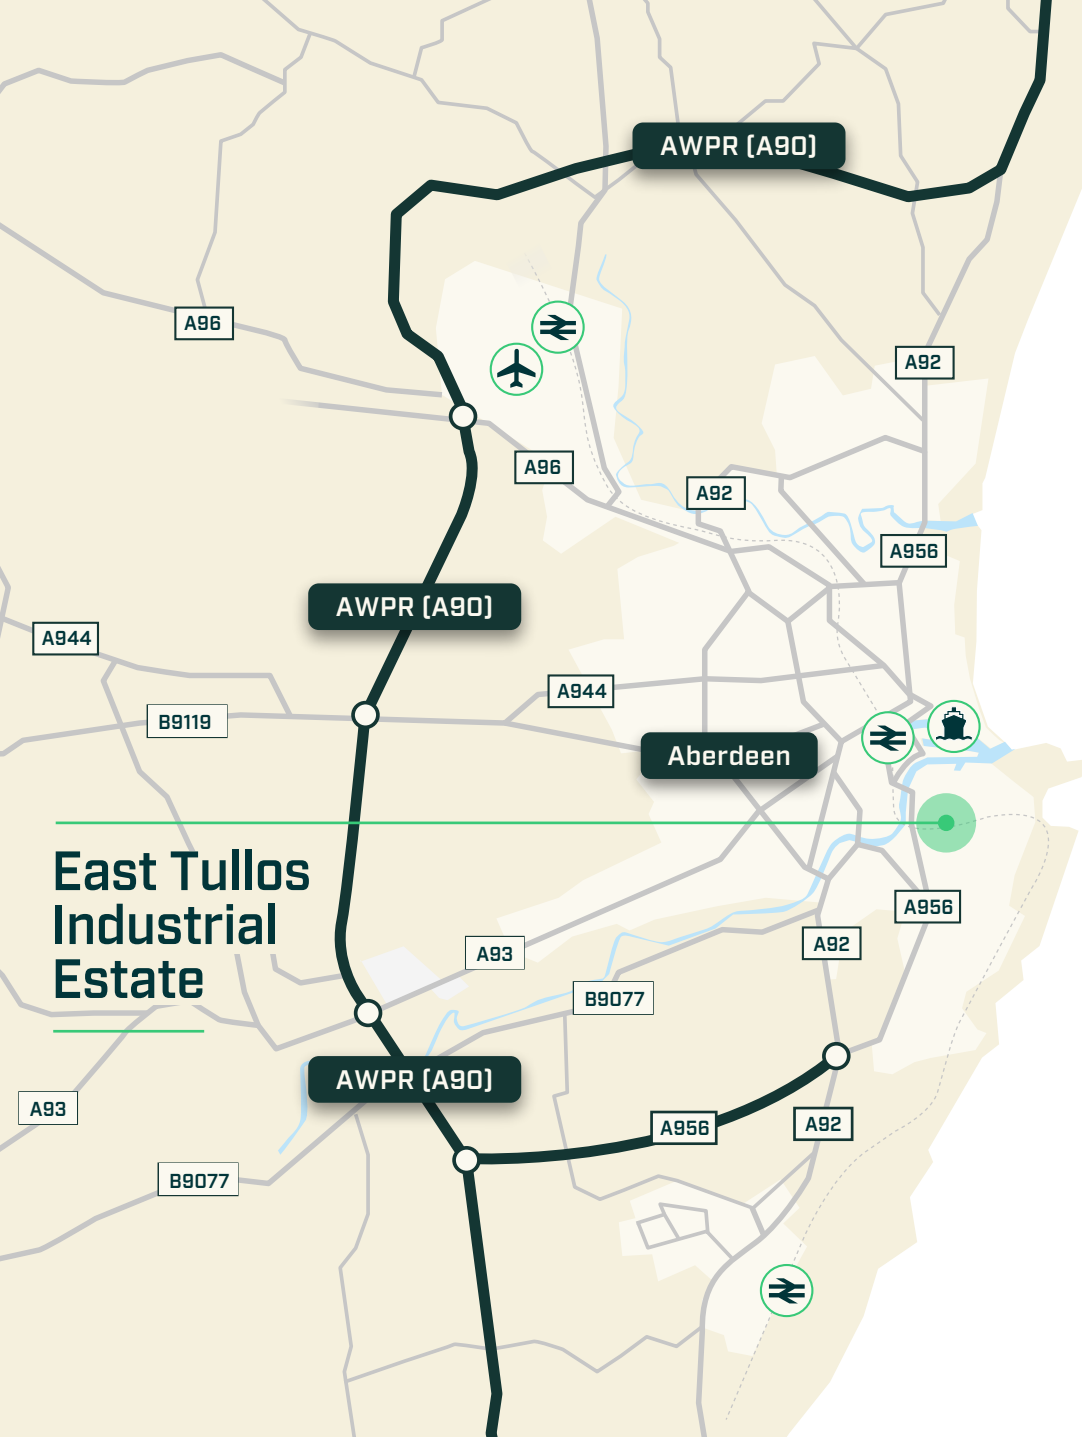 AWPR (A90)
A96
A92
A96
A92
A956
AWPR (A90)
A944
A944
B9119
Aberdeen
East Tullos
Industrial
Estate
A956
A93
A92
B9077
AWPR (A90)
A93
A956
A92
B9077